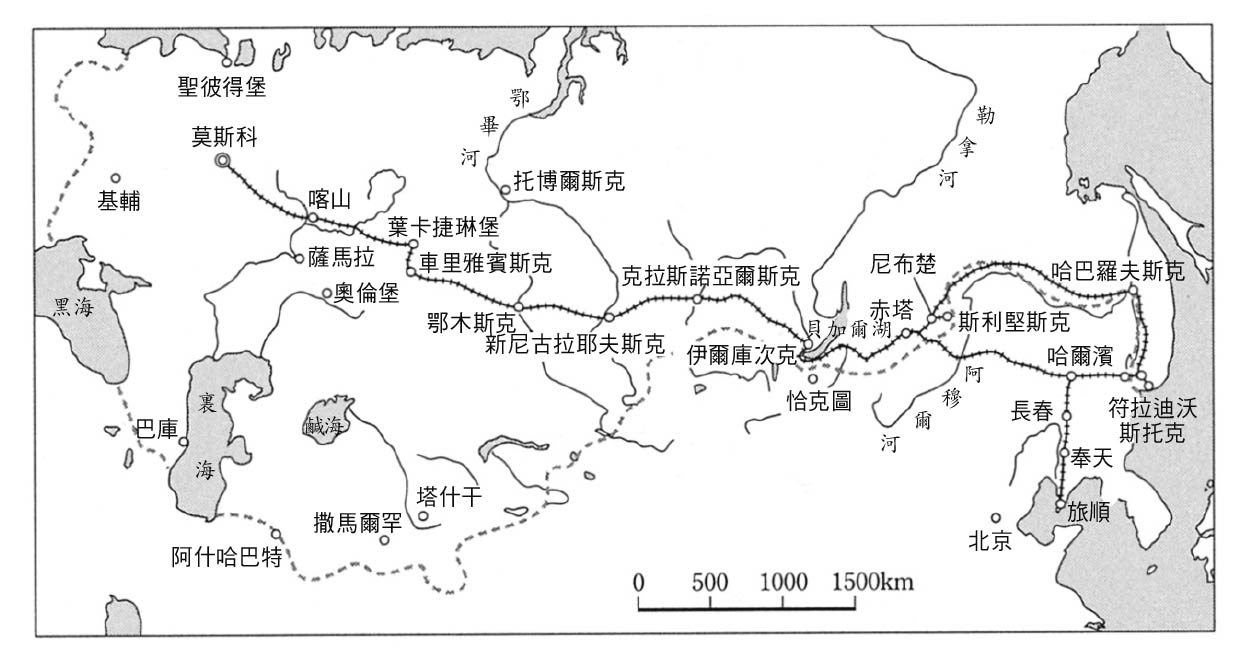 聖彼得堡
莫斯科
基輔
喀山
薩馬拉
奧倫堡
葉卡捷琳堡
車里雅賓斯克
鄂畢河
托博爾斯克
鄂木斯克
新尼古拉耶夫斯克
克拉斯諾亞爾斯克
伊爾庫次克
貝加爾湖
恰克圖
勒拿河
尼布楚
赤塔
斯利堅斯克
哈巴羅夫斯克
哈爾濱
阿穆爾河
長春
奉天
旅順
北京
符拉迪沃
斯托克
黑海
巴庫
裏海
鹹海
塔什干
撒馬爾罕
阿什哈巴特
0 500 1000 1500km